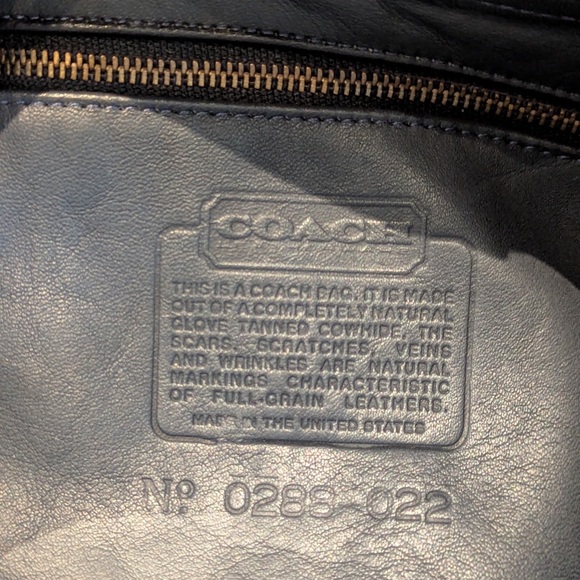 COACH
THIS IS A COACH BAG. IT IS MADE
OUT OF A COMPLETELY NATURAL
GLOVE TANNED COWHIDE. THE
SCARS, SCRATCHES, VEINS
AND WRINKLES ARE NATURAL
MARKINGS CHARACTERISTIC
OF FULL-GRAIN LEATHERS.
MADE IN THE UNITED STATES
Nº 0288-022